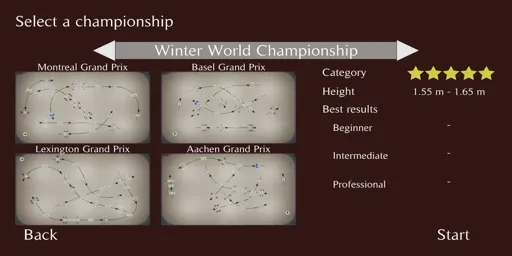 Select a championship
Winter World Championship
Montreal Grand Prix
Basel Grand Prix
Lexington Grand Prix
Aachen Grand Prix
Category
Height 1.55 m - 1.65 m
Best results
Beginner -
Intermediate -
Professional -
Back
Start